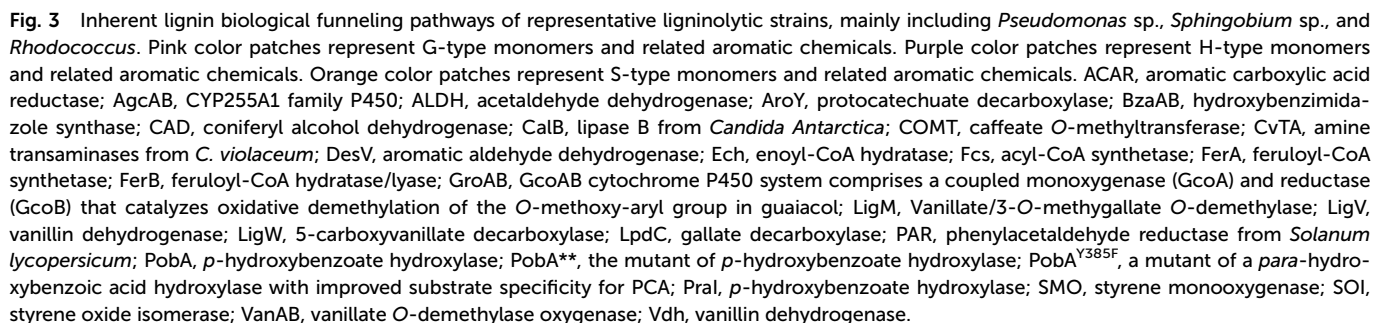 Fig. 3 Inherent lignin biological funneling pathways of representative ligninolytic strains, mainly including Pseudomonas sp., Sphingobium sp., and
Rhodococcus. Pink color patches represent G-type monomers and related aromatic chemicals. Purple color patches represent H-type monomers
and related aromatic chemicals. Orange color patches represent S-type monomers and related aromatic chemicals. ACAR, aromatic carboxylic acid
reductase; AgcAB, CYP255A1 family P450; ALDH, acetaldehyde dehydrogenase; AroY, protocatechuate decarboxylase; BzaAB, hydroxybenzimida-
zole synthase; CAD, coniferyl alcohol dehydrogenase; CalB, lipase B from Candida Antarctica; COMT, caffeate O-methyltransferase; CvTA, amine
transaminases from C. violaceum; DesV, aromatic aldehyde dehydrogenase; Ech, enoyl-CoA hydratase; Fcs, acyl-CoA synthetase; FerA, feruloyl-CoA
synthetase; FerB, feruloyl-CoA hydratase/lyase; GroAB, GcoAB cytochrome P450 system comprises a coupled monoxygenase (GcoA) and reductase
(GcoB) that catalyzes oxidative demethylation of the O-methoxy-aryl group in guaiacol; LigM, Vanillate/3-O-methygallate O-demethylase; LigV,
vanillin dehydrogenase; LigW, 5-carboxyvanillate decarboxylase; LpdC, gallate decarboxylase; PAR, phenylacetaldehyde reductase from Solanum
lycopersicum; PobA, p-hydroxybenzoate hydroxylase; PobA**, the mutant of p-hydroxybenzoate hydroxylase; PobAY385F, a mutant of a para-hydro-
xybenzoic acid hydroxylase with improved substrate specificity for PCA; PraI, p-hydroxybenzoate hydroxylase; SMO, styrene monooxygenase; SOI,
styrene oxide isomerase; VanAB, vanillate O-demethylase oxygenase; Vdh, vanillin dehydrogenase.